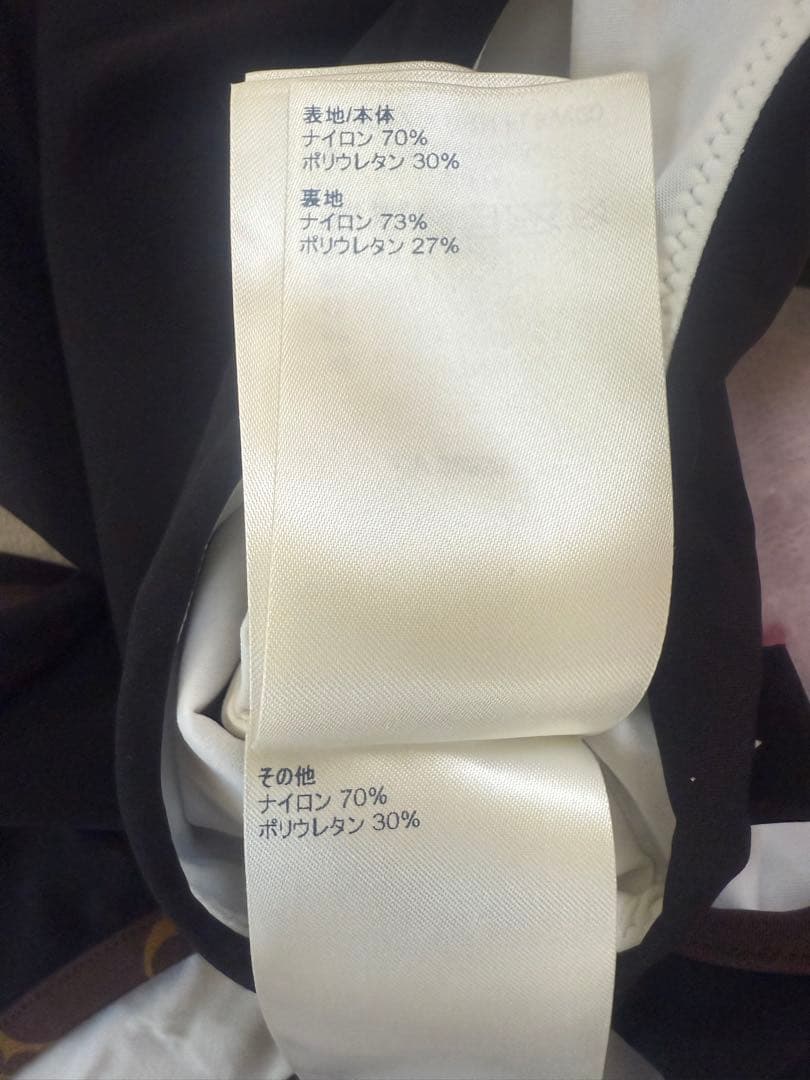 表地/本体
ナイロン 70%
ポリウレタン 30%
裏地
ナイロン 73%
ポリウレタン 27%
その他
ナイロン 70%
ポリウレタン 30%